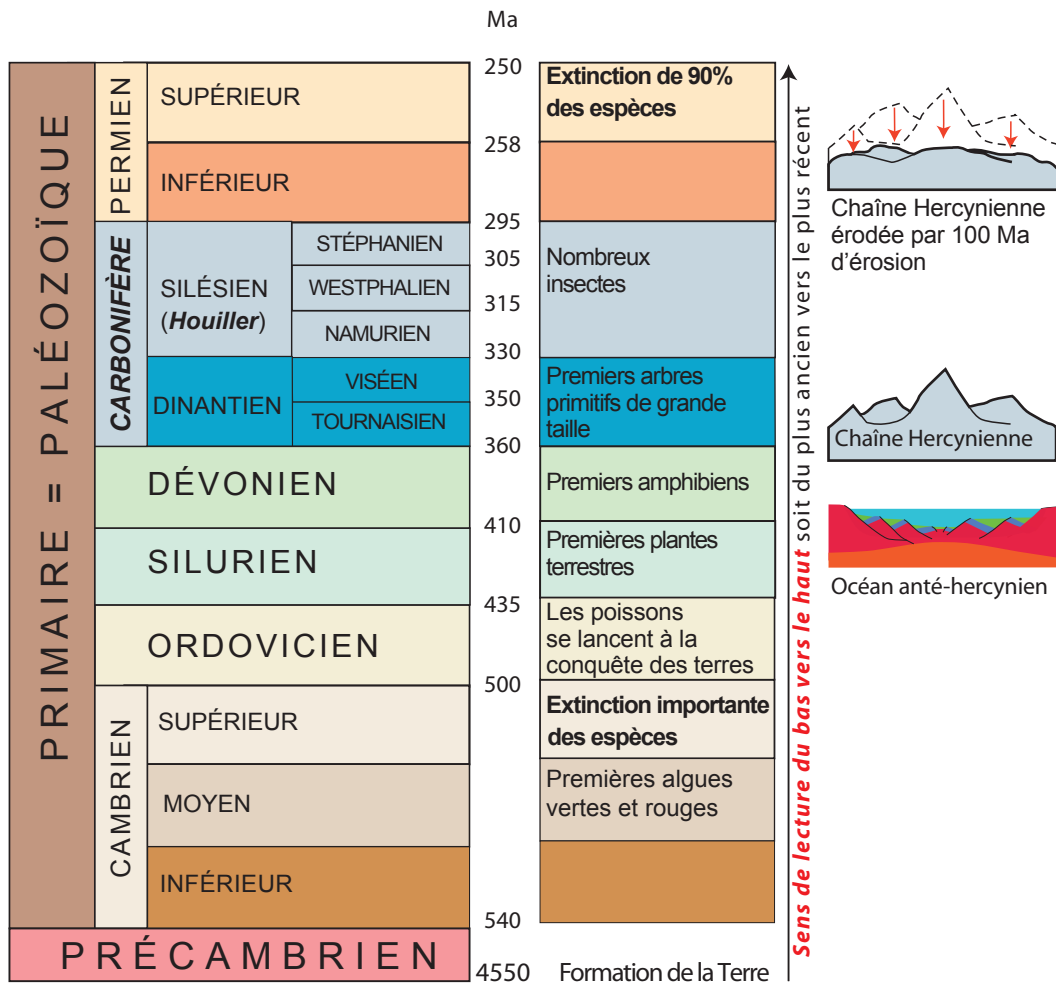 Ma
PRIMAIRE = PALÉOZOÏQUE
PERMIEN
SUPÉRIEUR
INFÉRIEUR
CARBONIFÈRE
SILÉSIEN
(Houiller)
STÉPHANIEN
WESTPHALIEN
NAMURIEN
DINANTIEN
VISÉEN
TOURNAISIEN
DÉVONIEN
SILURIEN
ORDOVICIEN
CAMBRIEN
SUPÉRIEUR
MOYEN
INFÉRIEUR
PRÉCAMBRIEN
250
258
295
305
315
330
350
360
410
435
500
540
4550
Extinction de 90%
des espèces
Nombreux
insectes
Premiers arbres
primitifs de grande
taille
Premiers amphibiens
Premières plantes
terrestres
Les poissons
se lancent à la
conquête des terres
Extinction importante
des espèces
Premières algues
vertes et rouges
Formation de la Terre
Sens de lecture du bas vers le haut soit du plus ancien vers le plus récent
Chaîne Hercynienne
érodée par 100 Ma
d'érosion
Chaîne Hercynienne
Océan anté-hercynien